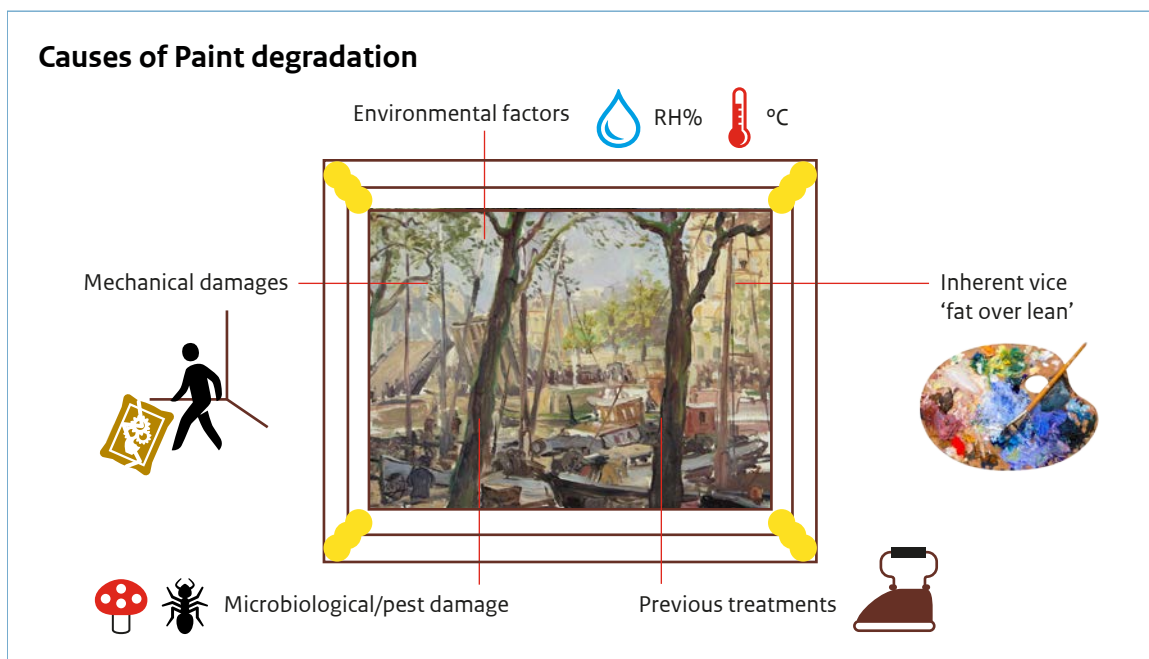 Causes of Paint degradation
Environmental factors
RH%
°C
Mechanical damages
Inherent vice
‘fat over lean’
Microbiological/pest damage
Previous treatments